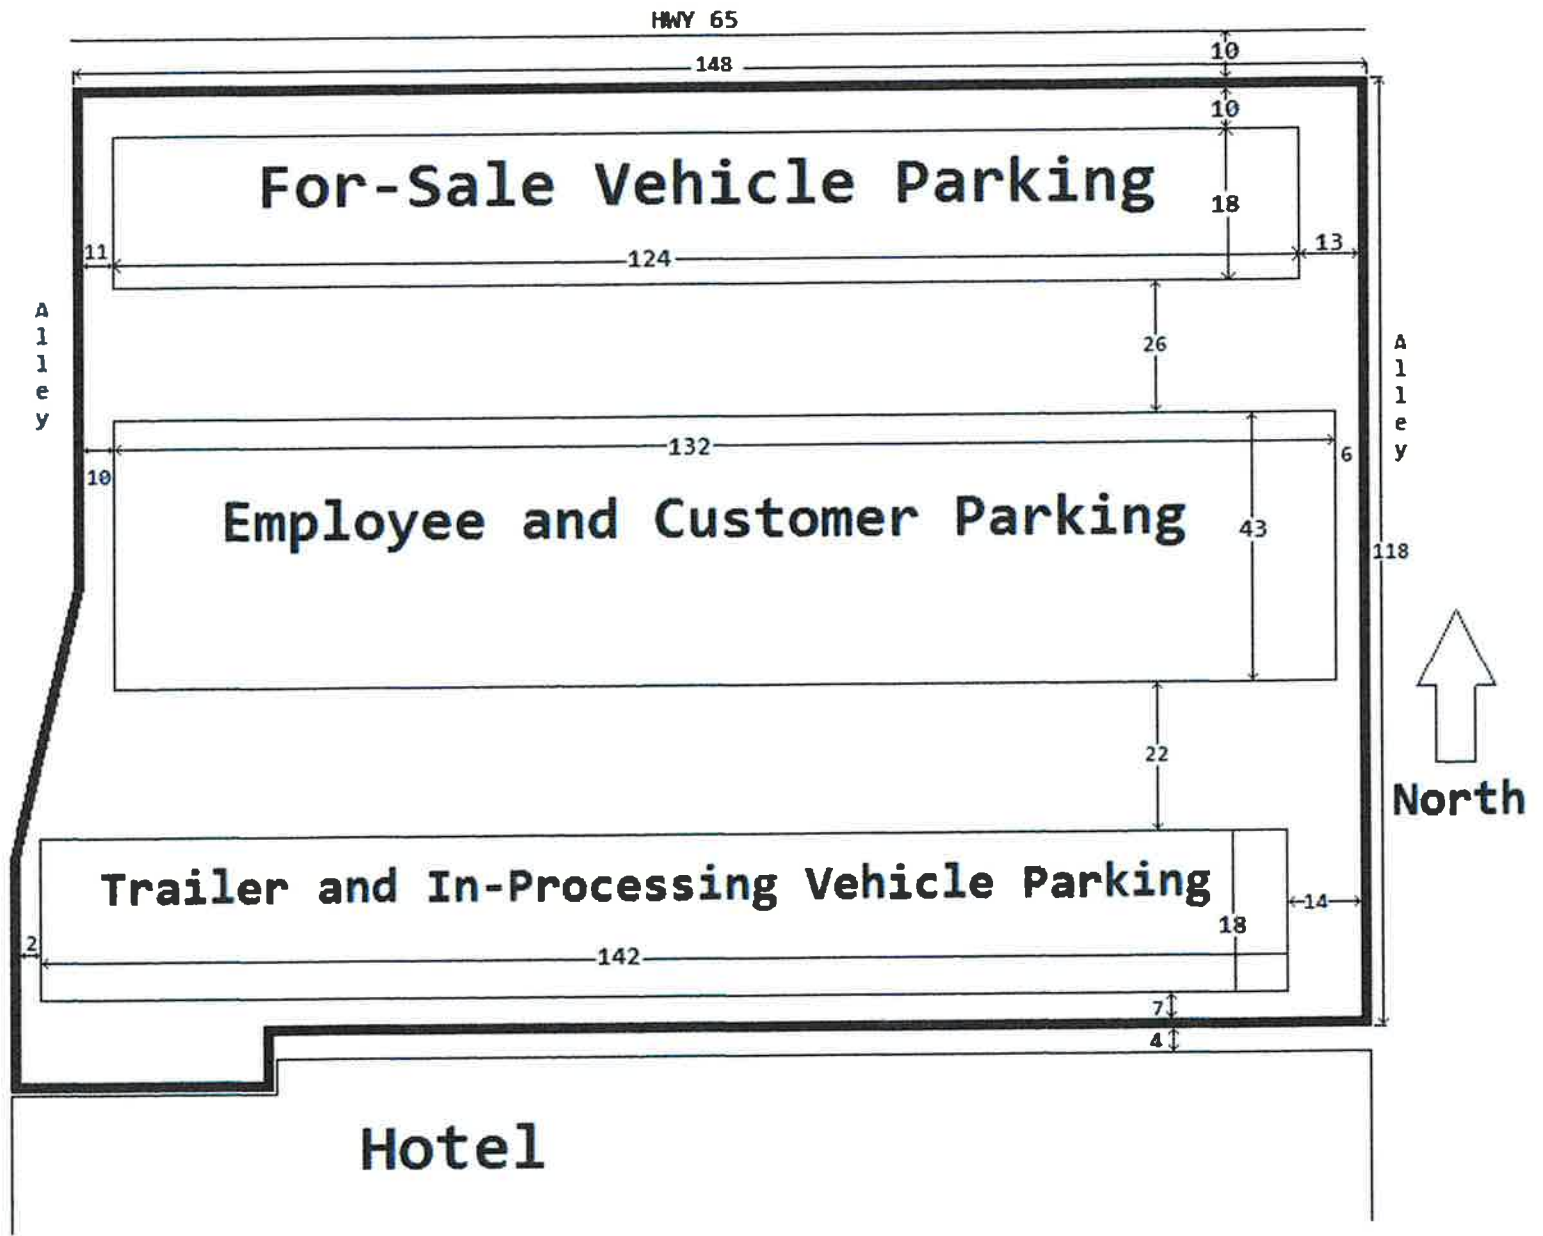 HWY 65
10
148
10
For-Sale Vehicle Parking
18
13
11
124
Alley
26
Alley
132
6
10
Employee and Customer Parking
43
118
22
North
Trailer and In-Processing Vehicle Parking
14
18
2
142
7
4
Hotel